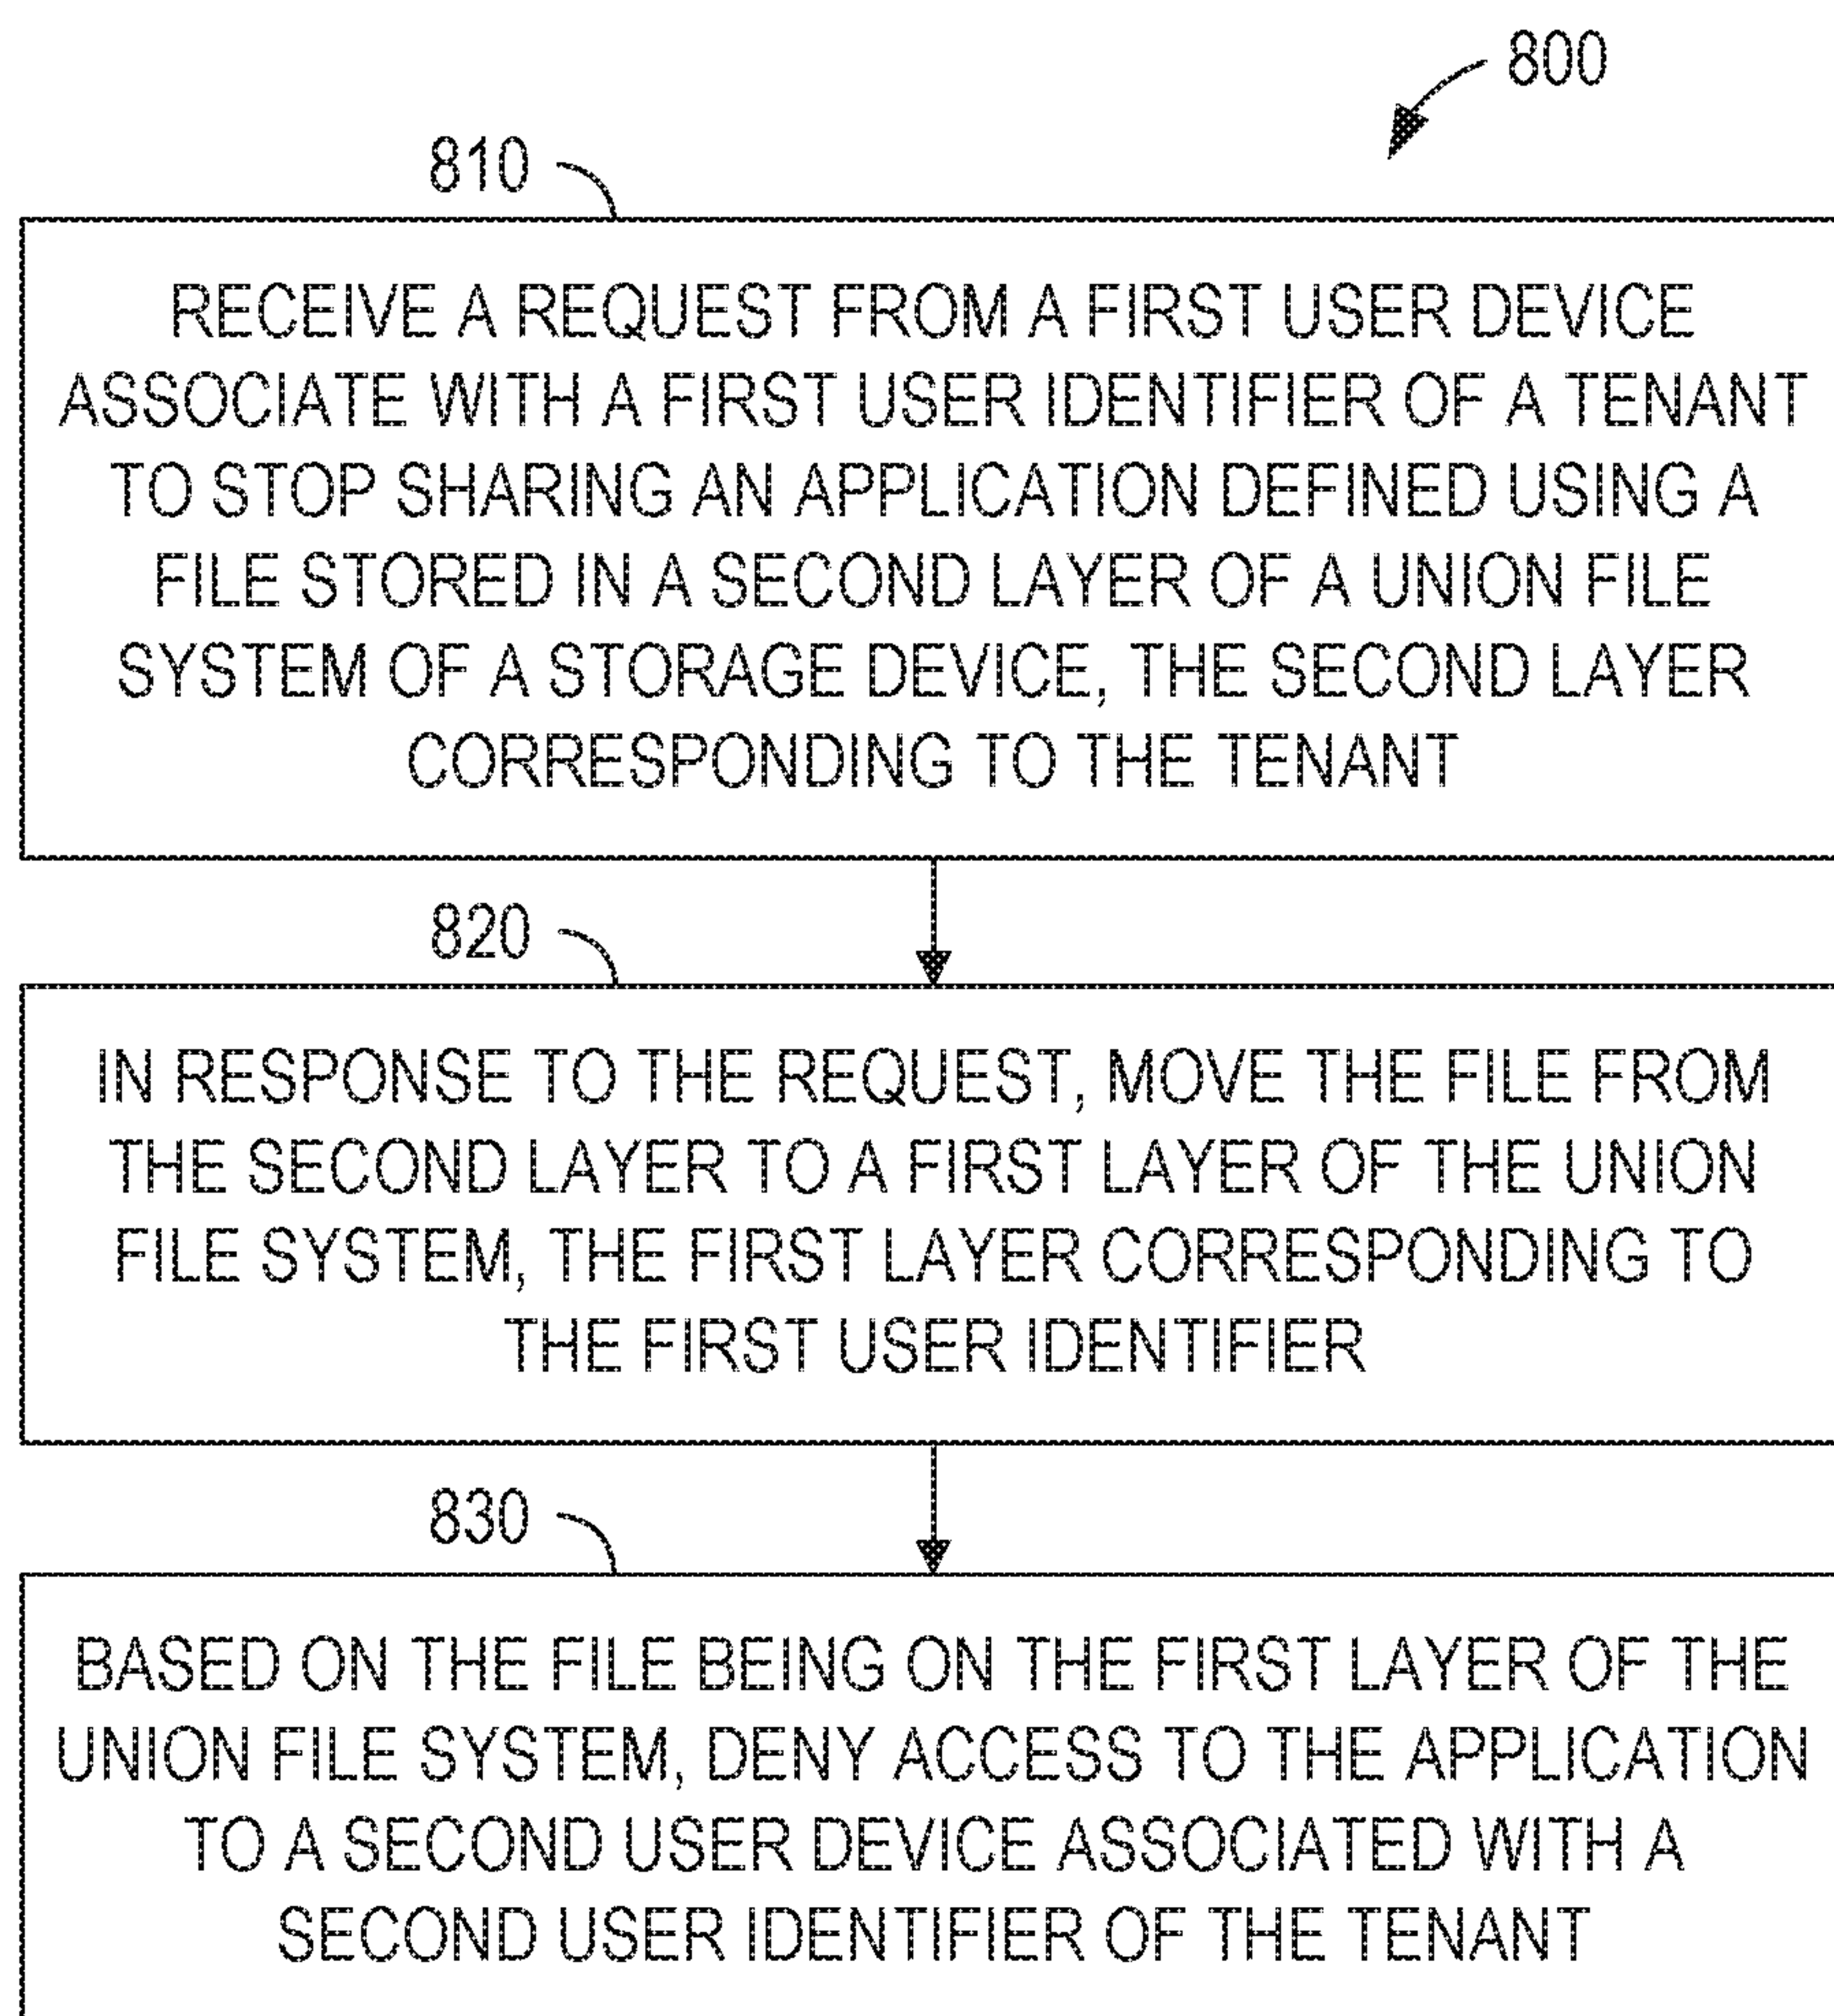 800
810
RECEIVE A REQUEST FROM A FIRST USER DEVICE
ASSOCIATE WITH A FIRST USER IDENTIFIER OF A TENANT
TO STOP SHARING AN APPLICATION DEFINED USING A
FILE STORED IN A SECOND LAYER OF A UNION FILE
SYSTEM OF A STORAGE DEVICE, THE SECOND LAYER
CORRESPONDING TO THE TENANT
820
IN RESPONSE TO THE REQUEST, MOVE THE FILE FROM
THE SECOND LAYER TO A FIRST LAYER OF THE UNION
FILE SYSTEM, THE FIRST LAYER CORRESPONDING TO
THE FIRST USER IDENTIFIER
830
BASED ON THE FILE BEING ON THE FIRST LAYER OF THE
UNION FILE SYSTEM, DENY ACCESS TO THE APPLICATION
TO A SECOND USER DEVICE ASSOCIATED WITH A
SECOND USER IDENTIFIER OF THE TENANT